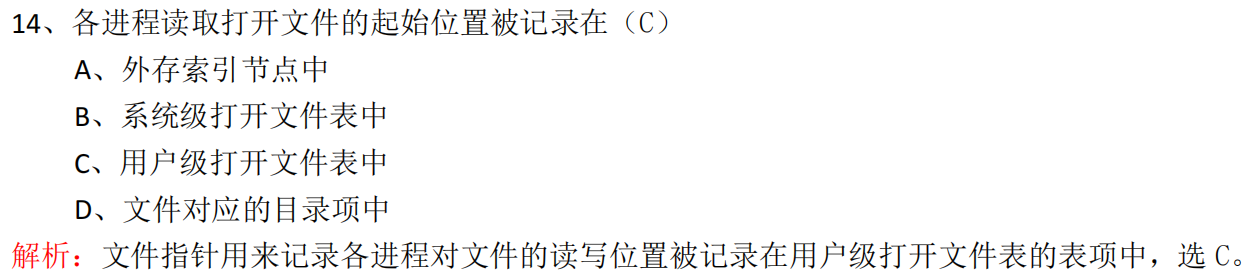 14、各进程读取打开文件的起始位置被记录在（C）
A、外存索引节点中
B、系统级打开文件表中
C、用户级打开文件表中
D、文件对应的目录项中
解析：文件指针用来记录各进程对文件的读写位置被记录在用户级打开文件表的表项中，选 C。